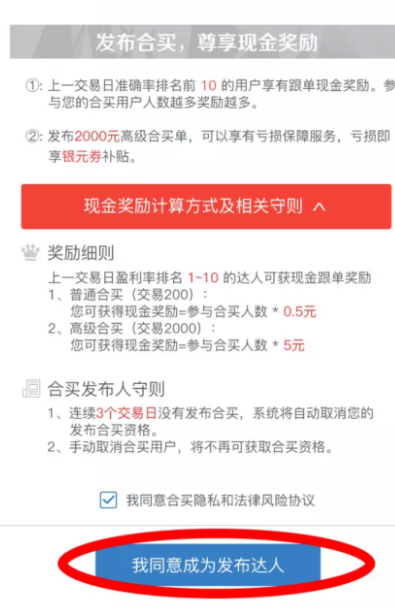 发布合买，尊享现金奖励
①: 上一交易日准确率排名前 10 的用户享有跟单现金奖励。参
与您的合买用户人数越多奖励越多。
②: 发布2000元高级合买单，可以享有亏损保障服务，亏损即
享银元券补贴。
现金奖励计算方式及相关守则 ∧
奖励细则
上一交易日盈利率排名 1~10 的达人可获现金跟单奖励
1、普通合买（交易200）:
您可获得现金奖励=参与合买人数 * 0.5元
2、高级合买（交易2000）:
您可获得现金奖励=参与合买人数 * 5元
合买发布人守则
1、连续3个交易日没有发布合买，系统将自动取消您的
发布合买资格。
2、手动取消合买用户，将不再可获取合买资格。
我同意合买隐私和法律风险协议
我同意成为发布达人